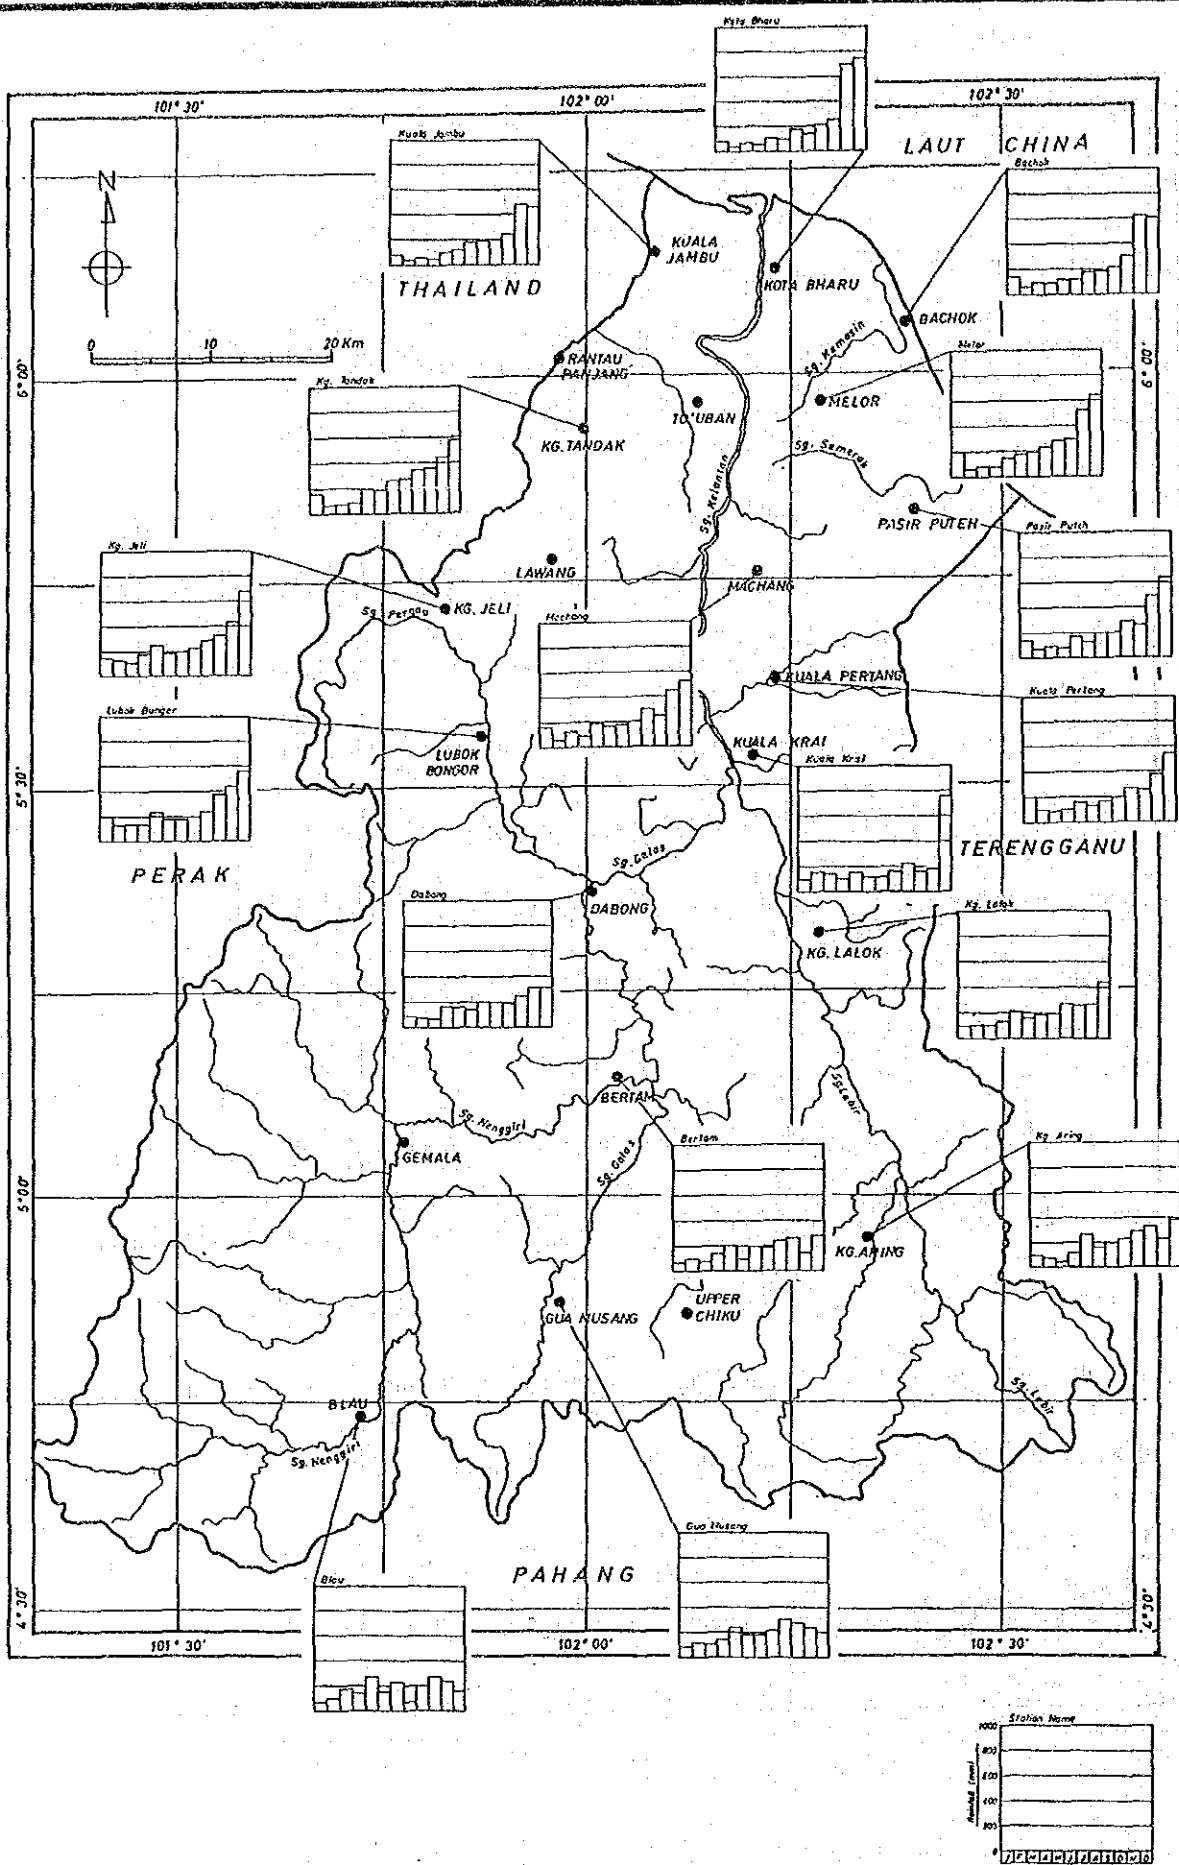 Kota Bharu
101° 30'
102° 00'
102° 30'
LAUT CHINA
Kuala Jambu
Bachok
N
KUALA
JAMBU
KOTA BHARU
THAILAND
BACHOK
0 10 20 Km
Sg. Kemasin
Melor
RANTAU
PANJANG
6° 00'
6° 00'
Kg. Tandak
TO'UBAN
MELOR
KG. TANDAK
Sg. Semerak
Sg. Kelantan
PASIR PUTEH
Pasir Puteh
Kg. Jeli
LAWANG
MACHANG
Sg. Pergau
KG. JELI
Machang
KUALA PERTANG
Kuala Pertang
Lubok Bunger
LUBOK
BONGOR
KUALA KRAI
Kuala Krai
5° 30'
TERENGGANU
PERAK
Sg. Galas
Dabong
DABONG
Kg. Lalok
KG. LALOK
Sg. Lebir
BERTAM
Sg. Nenggiri
Bertam
Kg. Aring
GEMALA
Sg. Galas
5° 00'
KG. ARING
GUA MUSANG
UPPER
CHIKU
Sg. Lebir
BLAU
Sg. Nenggiri
Gua Musang
PAHANG
Blau
4° 30'
4° 30'
101° 30'
102° 00'
102° 30'
Station Name
1000
800
600
400
200
0
Rainfall (mm)
J F M A M J J A S O N D